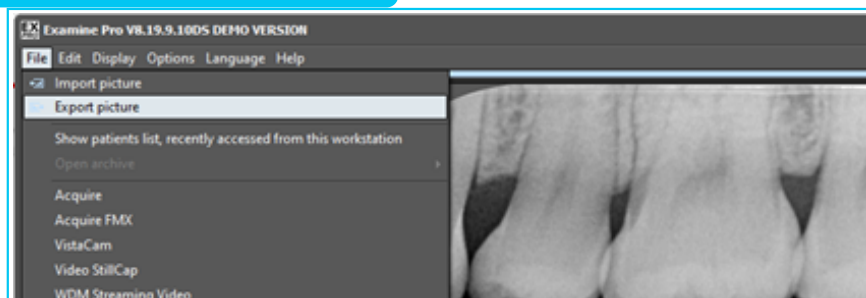 Examine Pro V8.19.9.10DS DEMO VERSION
File Edit Display Options Language Help
Import picture
Export picture
Show patients list, recently accessed from this workstation
Open archive
Acquire
Acquire FMX
VistaCam
Video StillCap
WDM Streaming Video